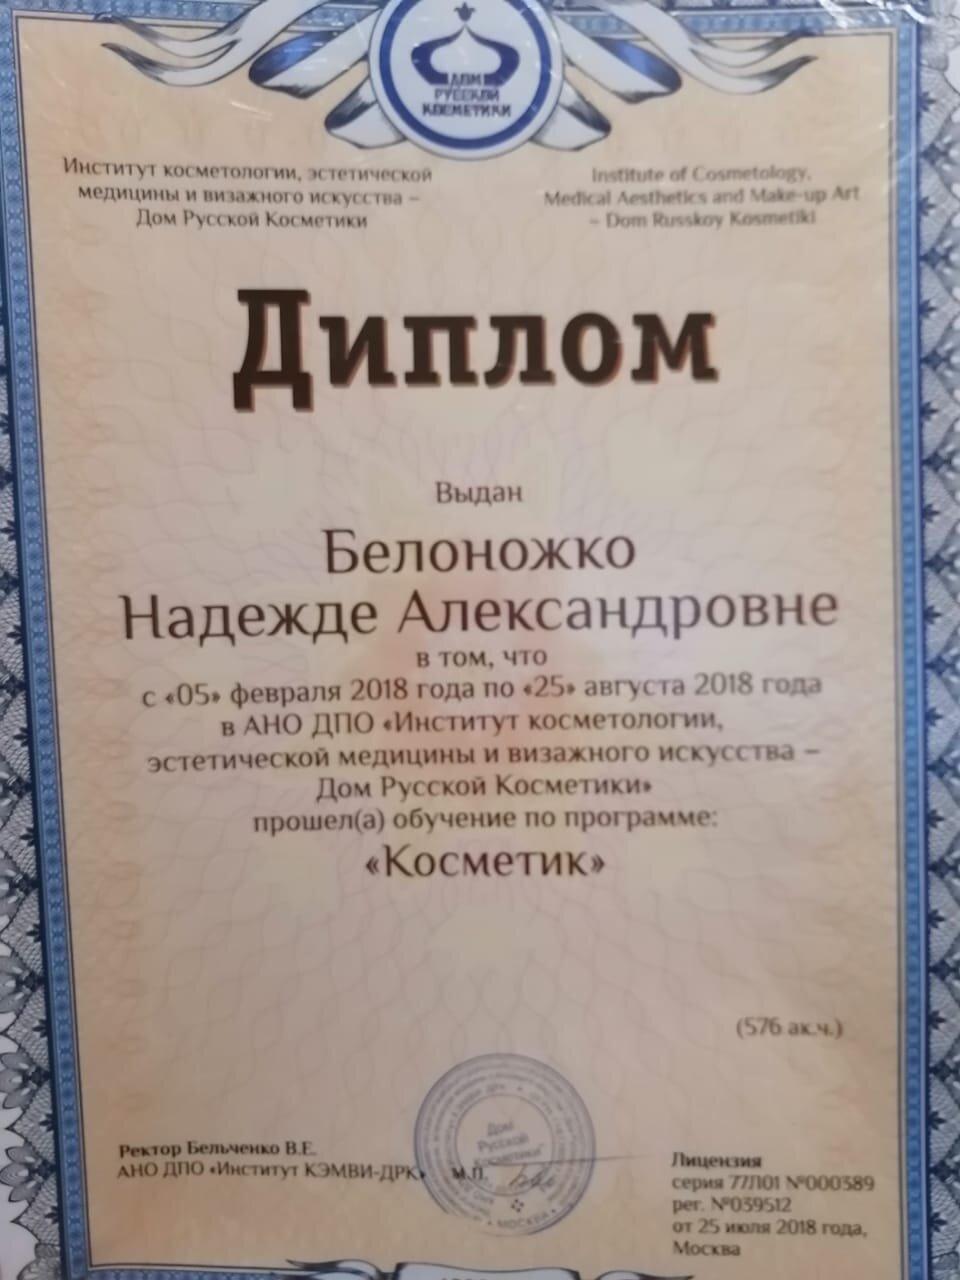 ДОМ
РУССКОЙ
КОСМЕТИКИ
Институт косметологии, эстетической
медицины и визажного искусства –
Дом Русской Косметики
Institute of Cosmetology,
Medical Aesthetics and Make-up Art
– Dom Russkoy Kosmetiki
Диплом
Выдан
Белоножко
Надежде Александровне
в том, что
с «05» февраля 2018 года по «25» августа 2018 года
в АНО ДПО «Институт косметологии,
эстетической медицины и визажного искусства –
Дом Русской Косметики»
прошел(а) обучение по программе:
«Косметик»
(576 ак.ч.)
Ректор Бельченко В.Е.
АНО ДПО «Институт КЭМВИ-ДРК»
м.п.
Дом
Русской
Косметики"
МОСКВА
Лицензия
серия 77Л01 №000389
рег. №039512
от 25 июля 2018 года,
Москва